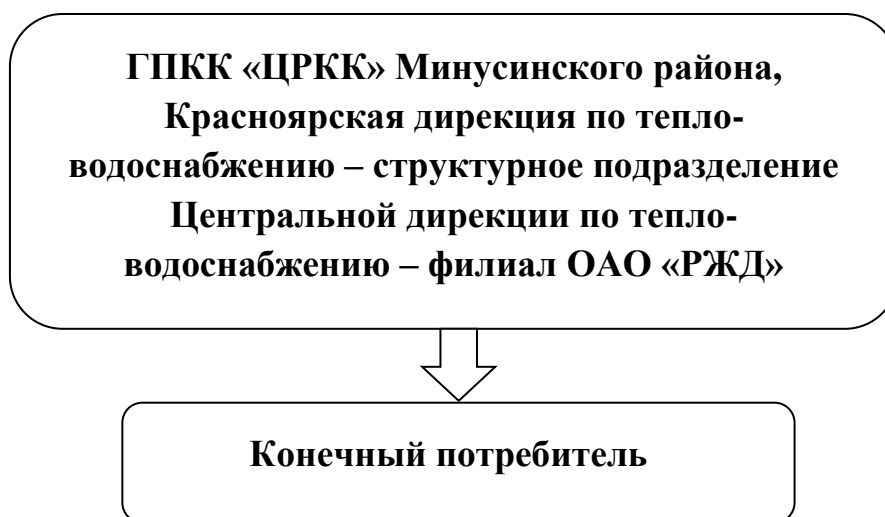 ГПКК «ЦРКК» Минусинского района,
Красноярская дирекция по тепло-
водоснабжению – структурное подразделение
Центральной дирекции по тепло-
водоснабжению – филиал ОАО «РЖД»
Конечный потребитель